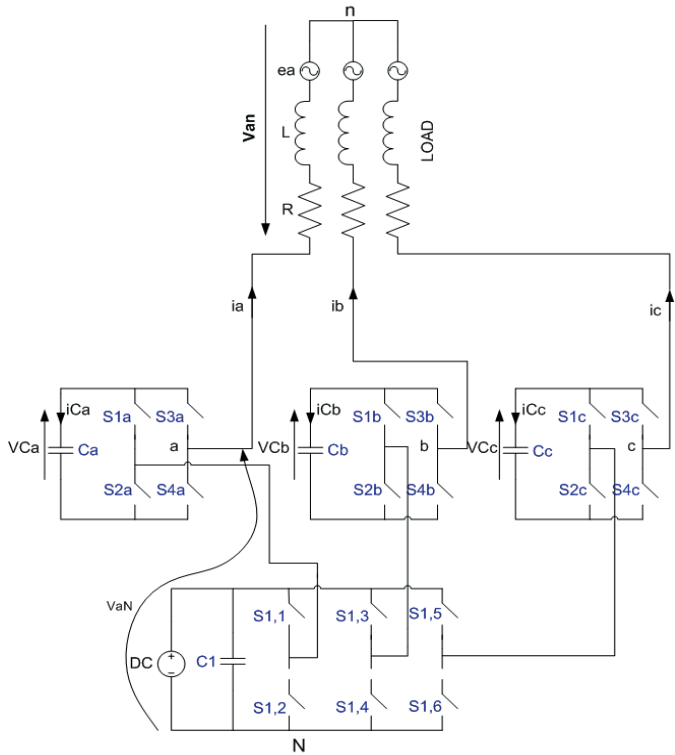 n
ea
Van
L
LOAD
R
ia
ib
ic
iCa
S1a
S3a
iCb
S1b
S3b
iCc
S1c
S3c
VCa
Ca
a
VCb
Cb
b
VCc
Cc
c
S2a
S4a
S2b
S4b
S2c
S4c
VaN
S1,1
S1,3
S1,5
DC
+
-
C1
S1,2
S1,4
S1,6
N